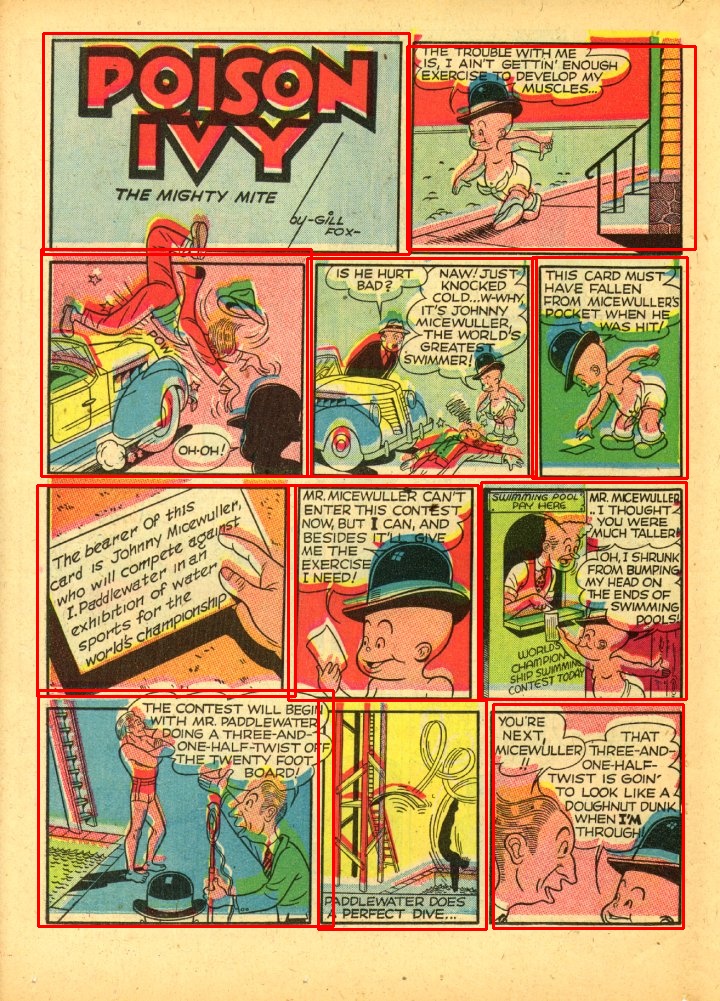 POISON
IVY
THE MIGHTY MITE
by-GILL
FOX-
THE TROUBLE WITH ME
IS, I AIN'T GETTIN' ENOUGH
EXERCISE TO DEVELOP MY
MUSCLES...
OH-OH!
IS HE HURT
BAD?
NAW! JUST
KNOCKED
COLD...W-WHY,
IT'S JOHNNY
MICEWULLER,
-THE WORLD'S
GREATEST
SWIMMER!
THIS CARD MUST
HAVE FALLEN
FROM MICEWULLER'S
POCKET WHEN HE
WAS HIT!
The bearer of this
card is Johnny Micewuller,
who will compete against
I. Paddlewater in an
exhibition of water
sports for the
world's championship
MR. MICEWULLER CAN'T
ENTER THIS CONTEST
NOW, BUT I CAN, AND
BESIDES IT'LL GIVE
ME THE
EXERCISE
I NEED!
SWIMMING POOL
PAY HERE
MR. MICEWULLER
..I THOUGHT
YOU WERE
MUCH TALLER!
OH, I SHRUNK
FROM BUMPING
MY HEAD ON
THE ENDS OF
SWIMMING
POOLS!
WORLD'S
CHAMPION-
SHIP SWIMMING
CONTEST TODAY
THE CONTEST WILL BEGIN
WITH MR. PADDLEWATER
DOING A THREE-AND-
ONE-HALF-TWIST OFF
THE TWENTY FOOT
BOARD!
PADDLEWATER DOES
A PERFECT DIVE...
YOU'RE
NEXT,
MICEWULLER
!!
THAT
THREE-AND-
ONE-HALF-
TWIST IS GOIN'
TO LOOK LIKE A
DOUGHNUT DUNK
WHEN I'M
THROUGH!